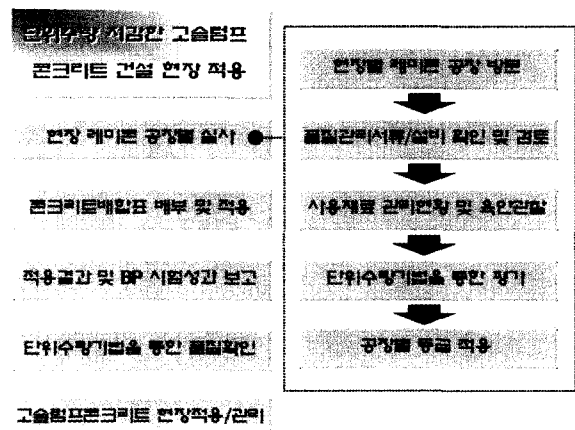 단위수량 저감한 고슬럼프
콘크리트 건설 현장 적용
현장 레미콘 공장별 실사
콘크리트배합표 배부 및 적용
적용결과 및 BP 시험성과 보고
단위수량기법을 통한 품질확인
고슬럼프콘크리트 현장적용/관리
현장별 레미콘 공장 방문
품질관리서류/설비 확인 및 검토
사용재료 관리현황 및 육안관찰
단위수량기법을 통한 평가
공장별 등급 적용